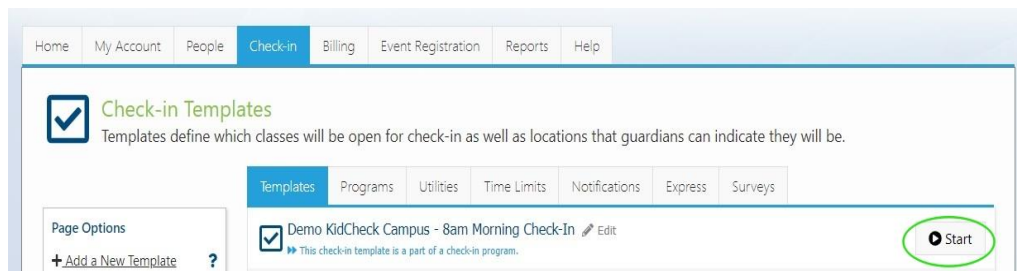 Home My Account People Check-in Billing Event Registration Reports Help
Check-in Templates
Templates define which classes will be open for check-in as well as locations that guardians can indicate they will be.
Templates Programs Utilities Time Limits Notifications Express Surveys
Page Options
+ Add a New Template ?
Demo KidCheck Campus - 8am Morning Check-In Edit
This check-in template is a part of a check-in program.
Start